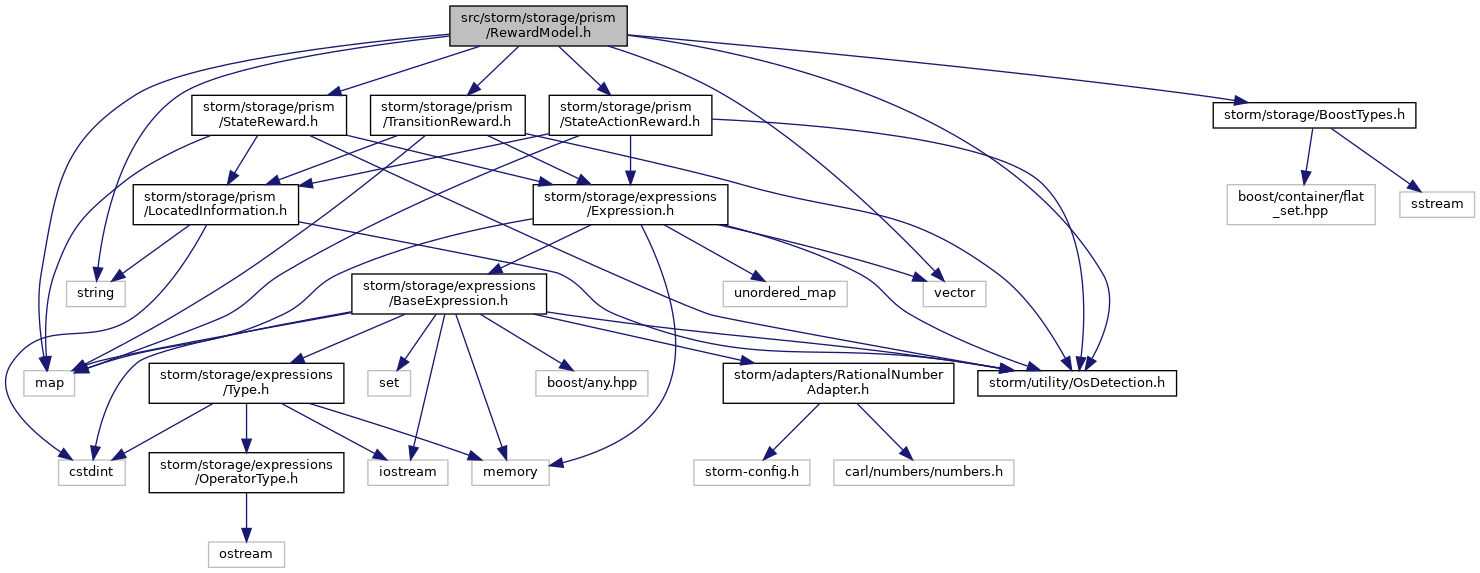 src/storm/storage/prism
/RewardModel.h
storm/storage/prism
/StateReward.h
storm/storage/prism
/TransitionReward.h
storm/storage/prism
/StateActionReward.h
storm/storage/BoostTypes.h
storm/storage/prism
/LocatedInformation.h
storm/storage/expressions
/Expression.h
boost/container/flat
_set.hpp
sstream
string
storm/storage/expressions
/BaseExpression.h
unordered_map
vector
map
storm/storage/expressions
/Type.h
set
boost/any.hpp
storm/adapters/RationalNumber
Adapter.h
storm/utility/OsDetection.h
cstdint
storm/storage/expressions
/OperatorType.h
iostream
memory
storm-config.h
carl/numbers/numbers.h
ostream